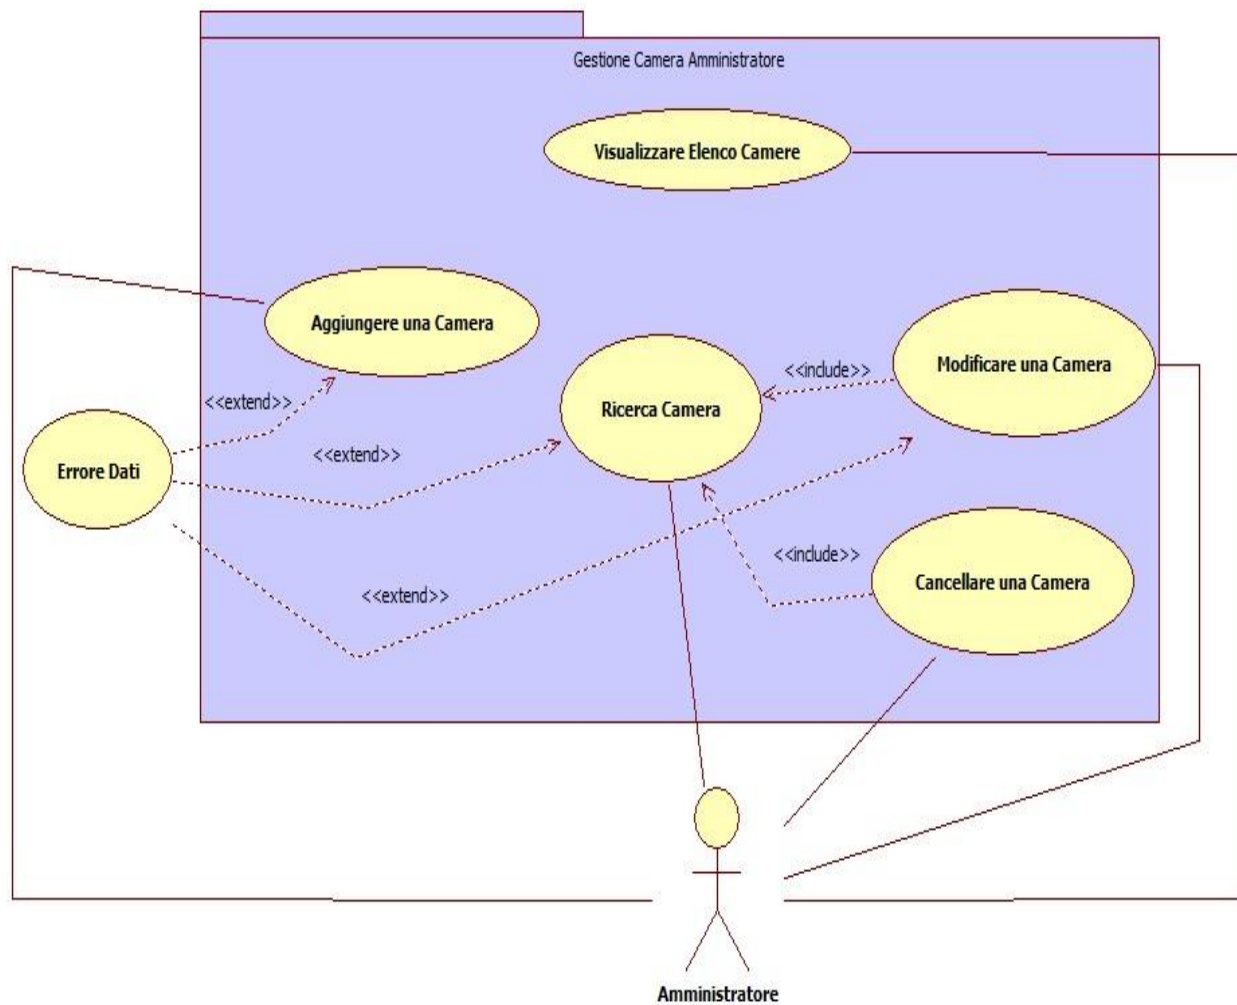 Gestione Camera Amministratore
Visualizzare Elenco Camere
Aggiungere una Camera
Modificare una Camera
<<include>>
<<extend>>
Ricerca Camera
<<extend>>
Errore Dati
<<include>>
Cancellare una Camera
<<extend>>
Amministratore